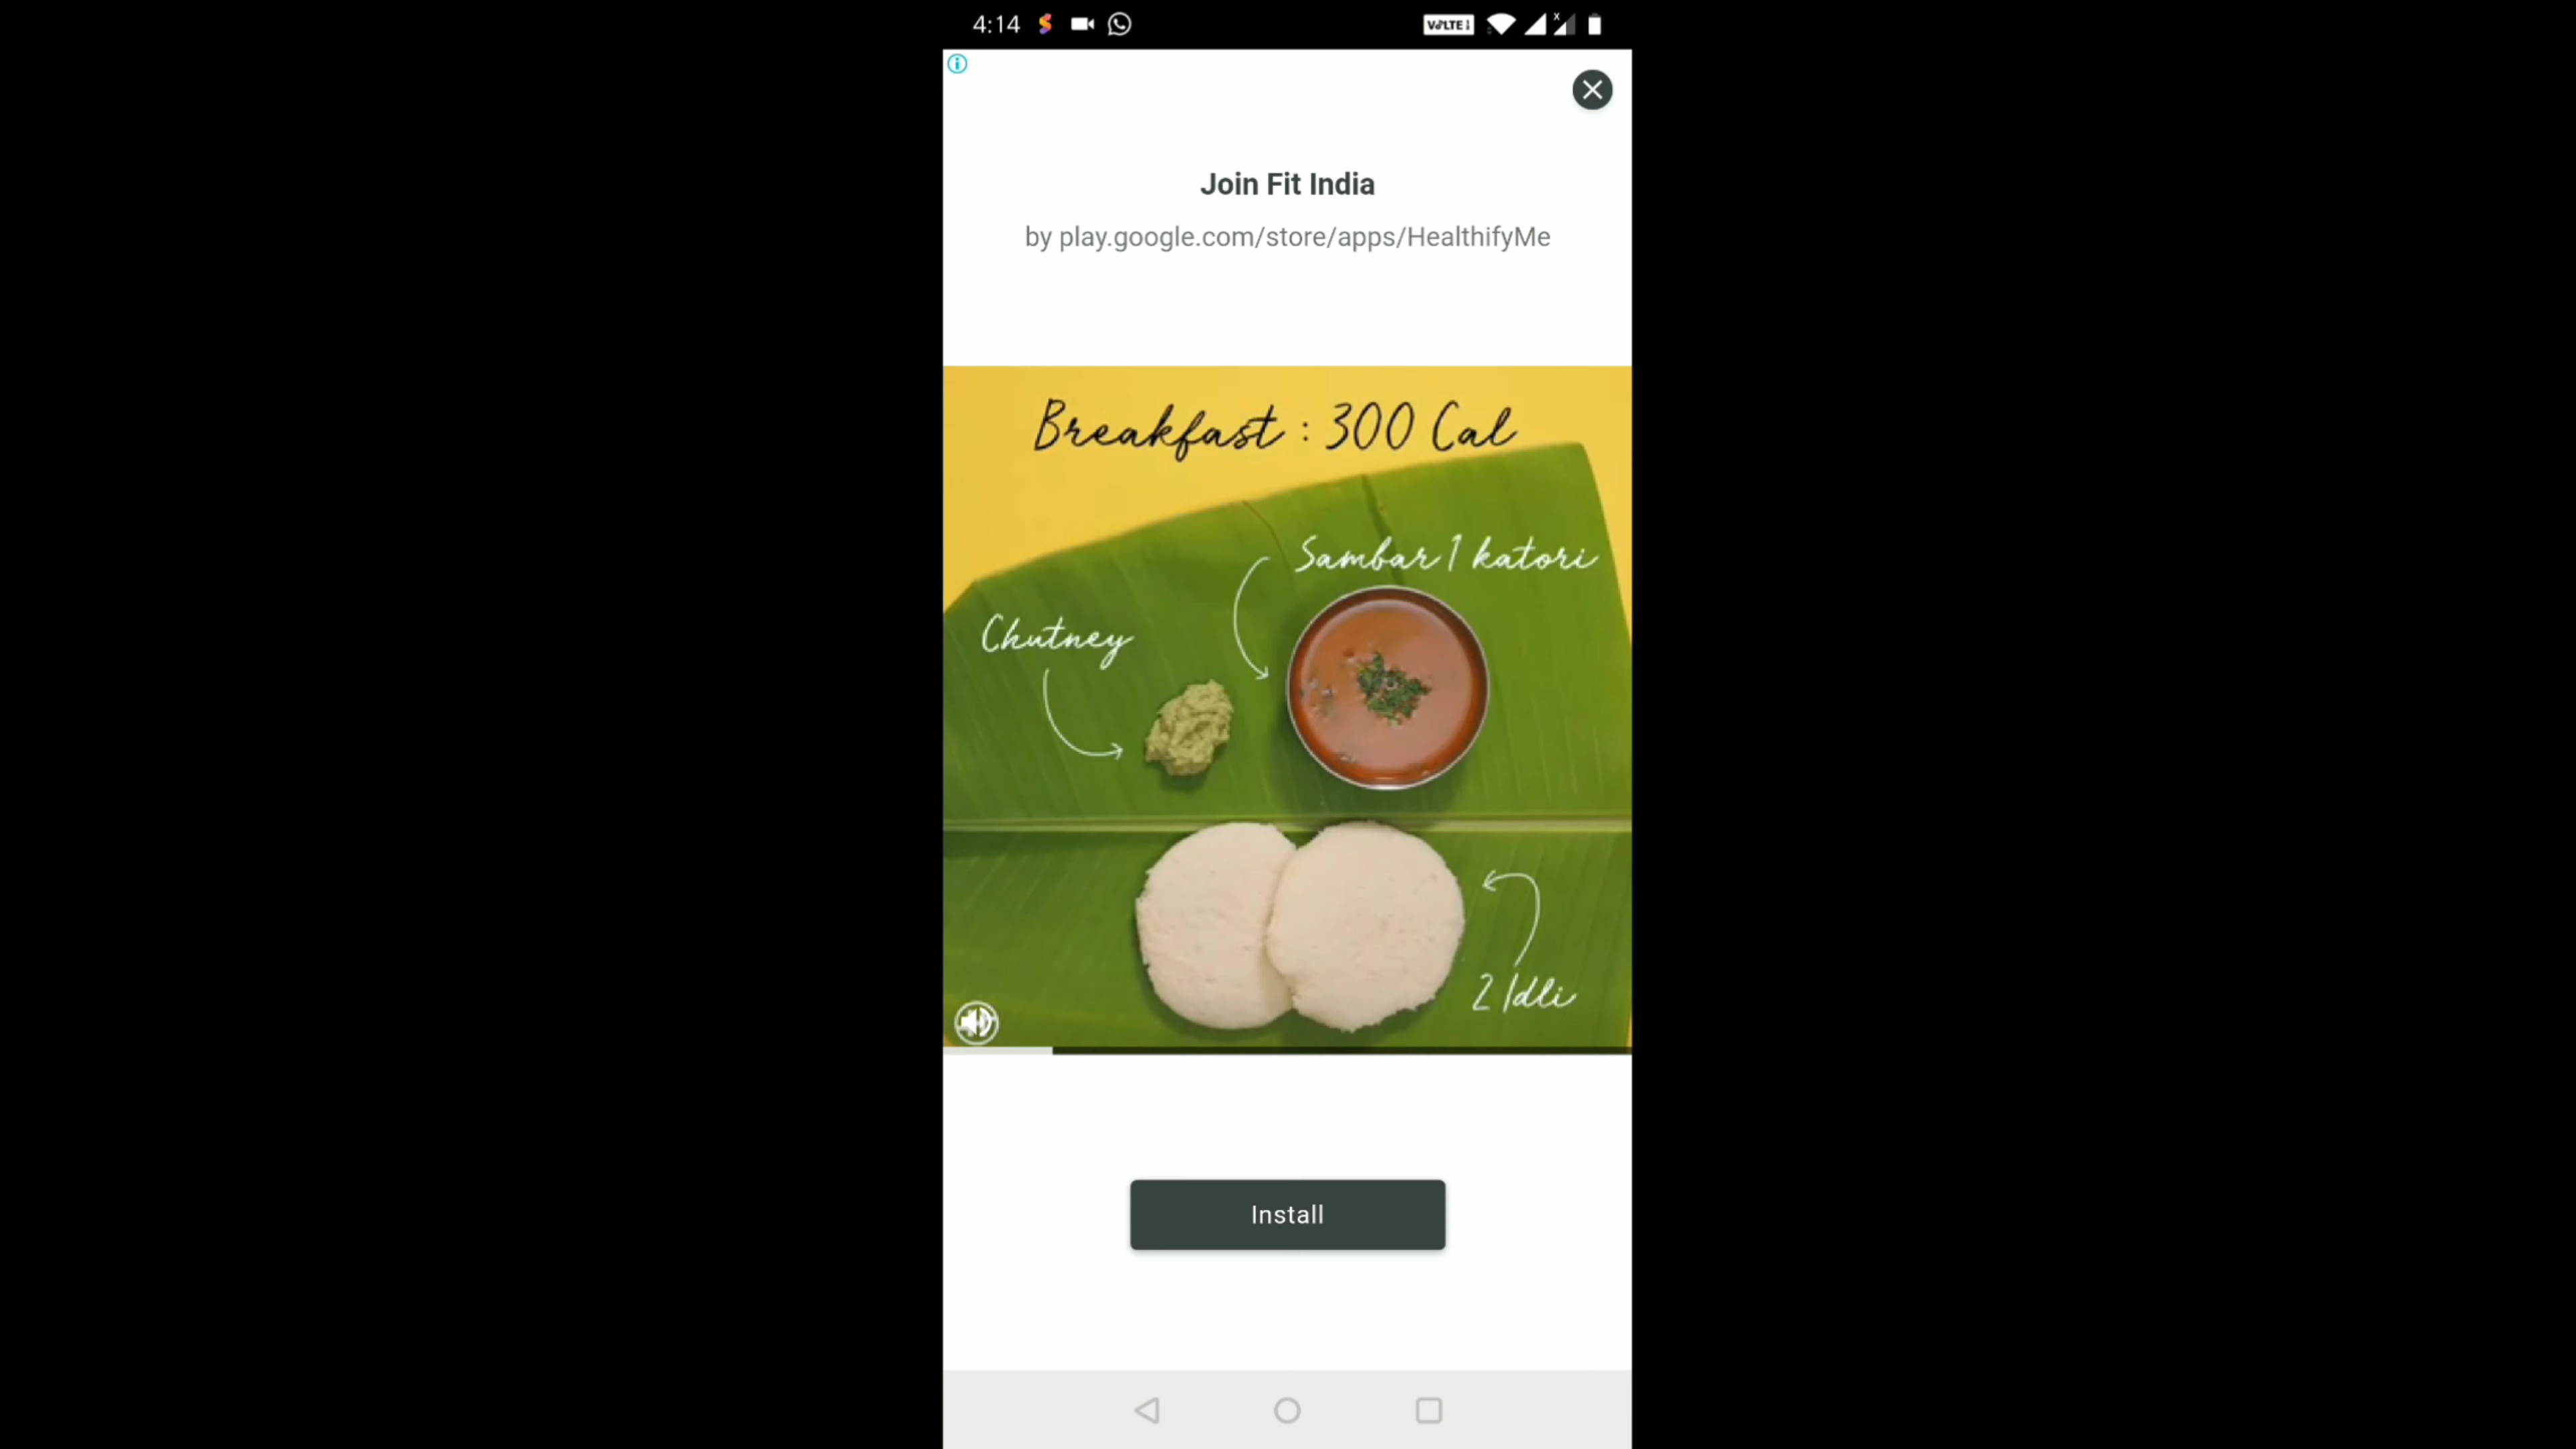 4:14
VoLTE
Join Fit India
by play.google.com/store/apps/HealthifyMe
Breakfast : 300 Cal
Sambar 1 katori
Chutney
2 Idli
Install